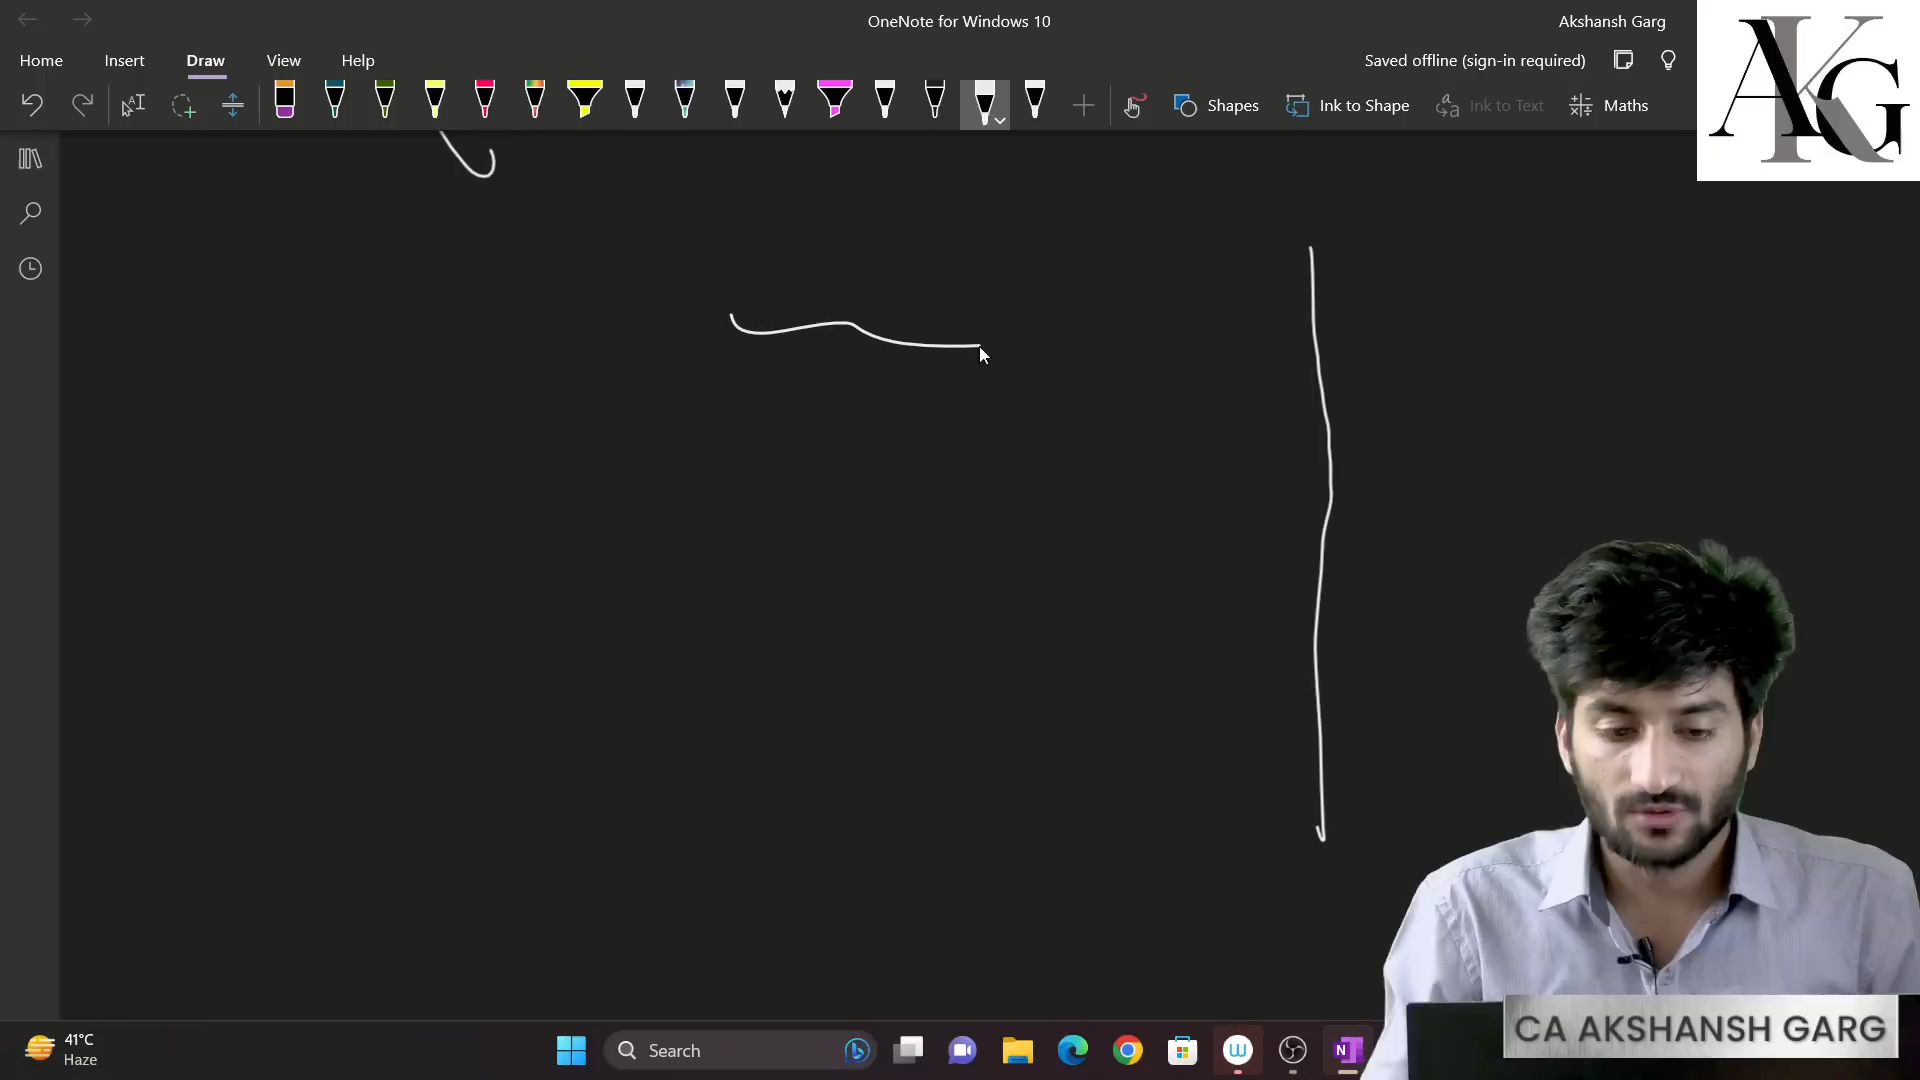 OneNote for Windows 10
Akshansh Garg
Home Insert Draw View Help
Saved offline (sign-in required)
Shapes Ink to Shape Ink to Text Maths
AKG
CA AKSHANSH GARG
41°C
Haze
Search